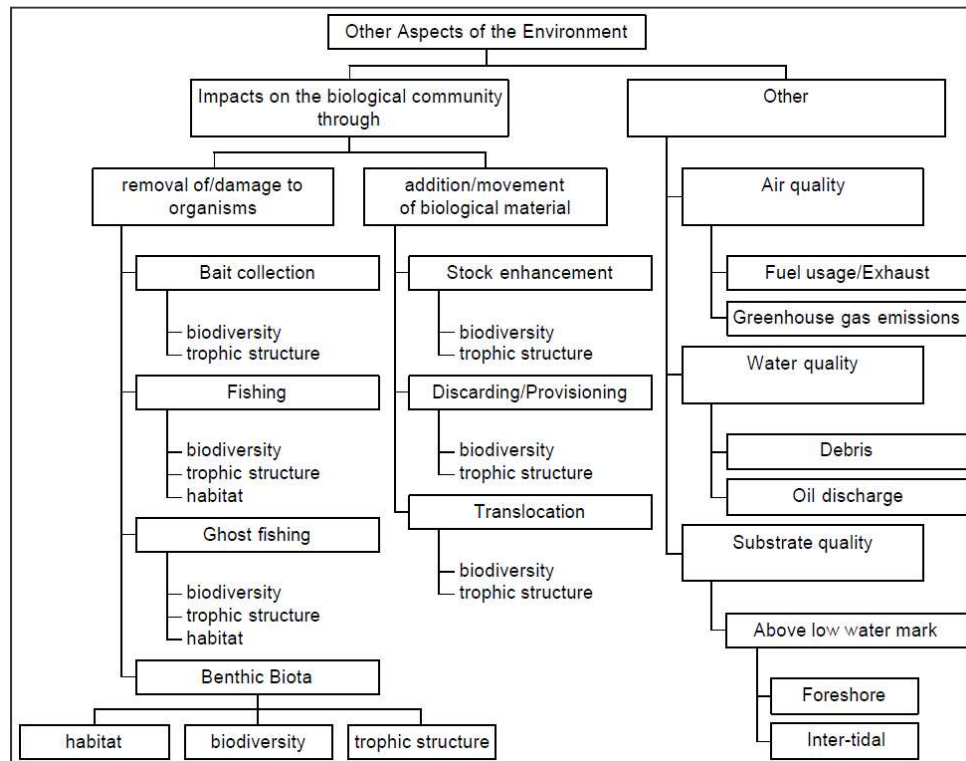 Other Aspects of the Environment
Impacts on the biological community
through
removal of/damage to
organisms
Bait collection
biodiversity
trophic structure
Fishing
biodiversity
trophic structure
habitat
Ghost fishing
biodiversity
trophic structure
habitat
Benthic Biota
habitat
biodiversity
trophic structure
addition/movement
of biological material
Stock enhancement
biodiversity
trophic structure
Discarding/Provisioning
biodiversity
trophic structure
Translocation
biodiversity
trophic structure
Other
Air quality
Fuel usage/Exhaust
Greenhouse gas emissions
Water quality
Debris
Oil discharge
Substrate quality
Above low water mark
Foreshore
Inter-tidal